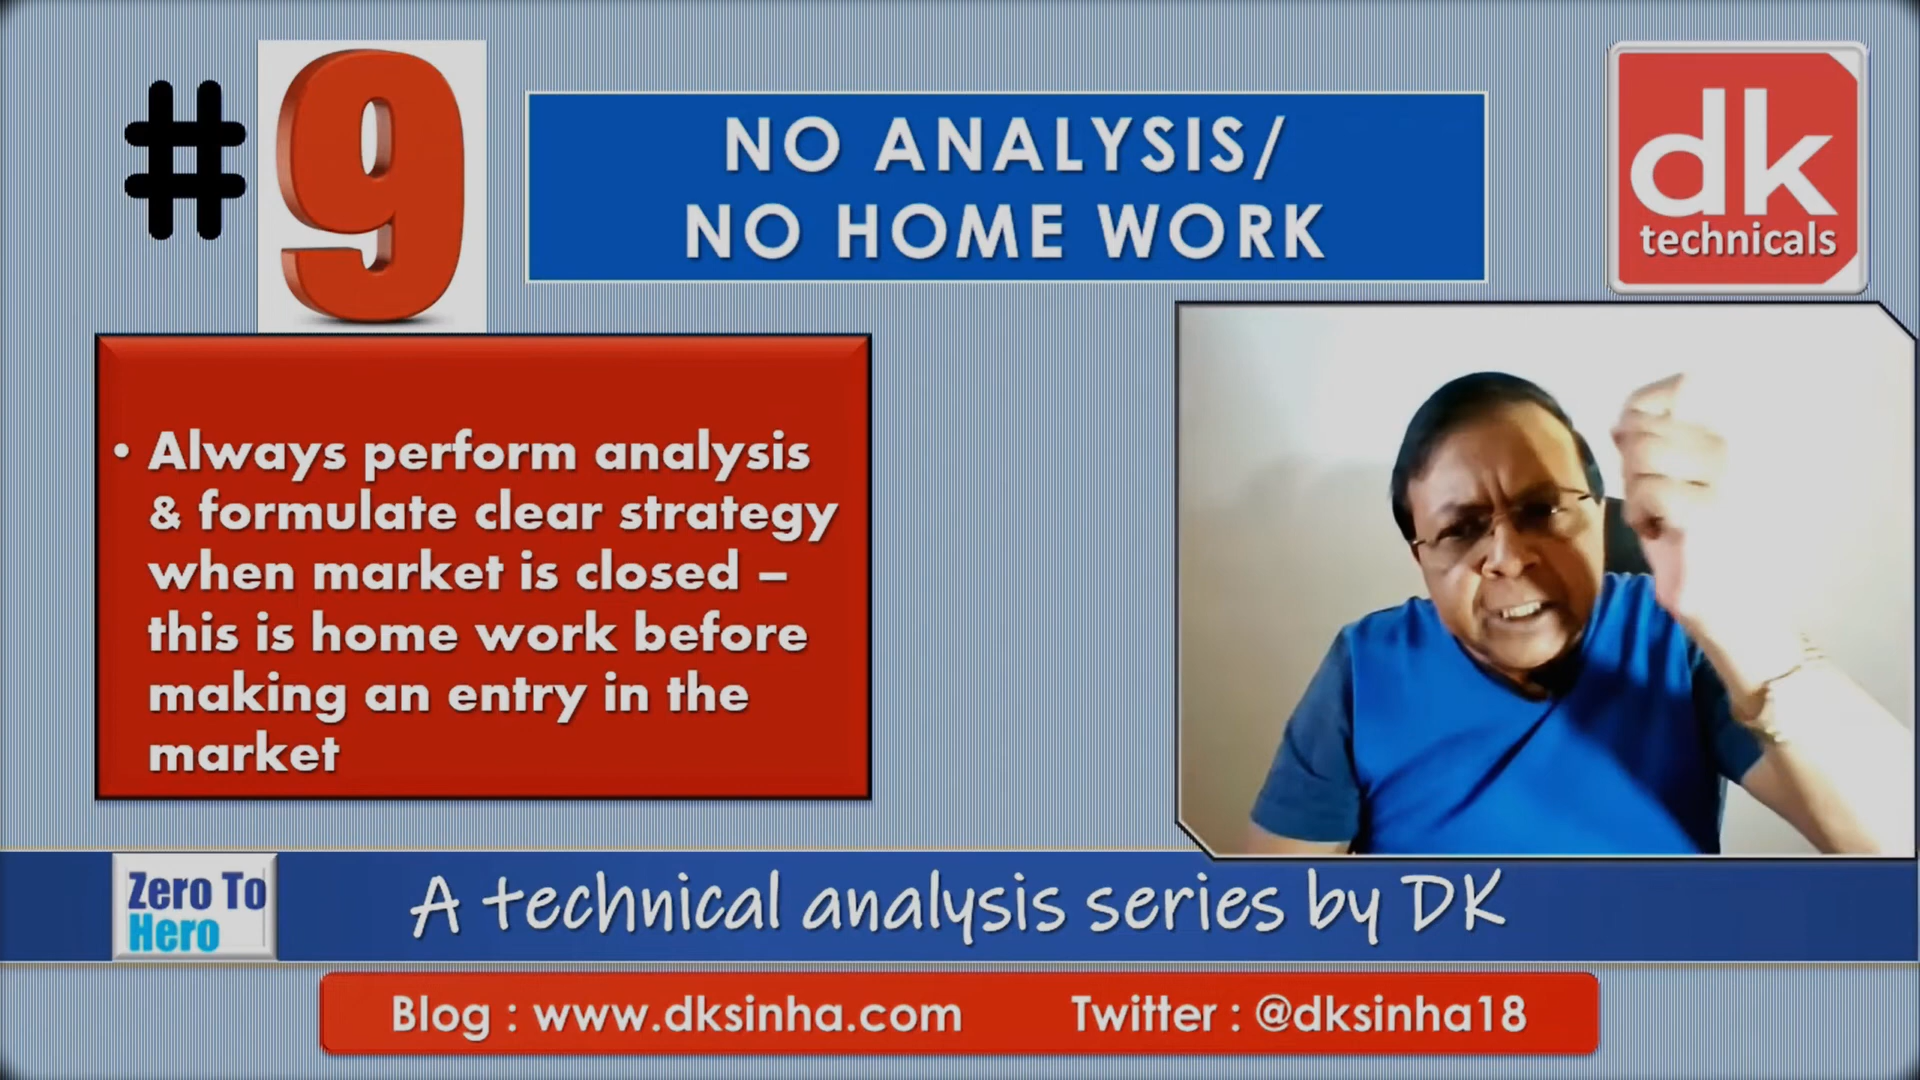 #9
NO ANALYSIS/
NO HOME WORK
dk
technicals
• Always perform analysis
& formulate clear strategy
when market is closed –
this is home work before
making an entry in the
market
Zero To
Hero
A technical analysis series by DK
Blog : www.dksinha.com Twitter : @dksinha18